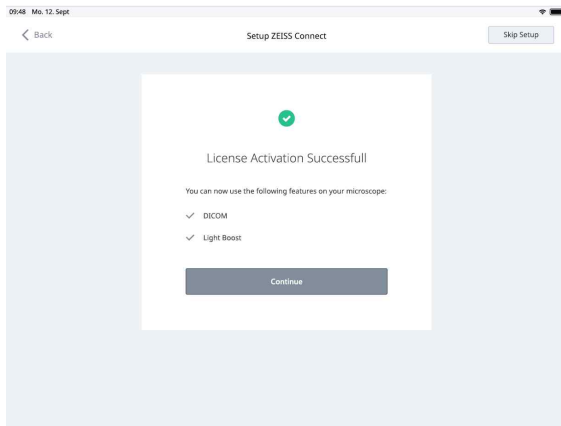 09:48 Mo. 12. Sept
Back
Setup ZEISS Connect
Skip Setup
License Activation Successfull
You can now use the following features on your microscope:
DICOM
Light Boost
Continue